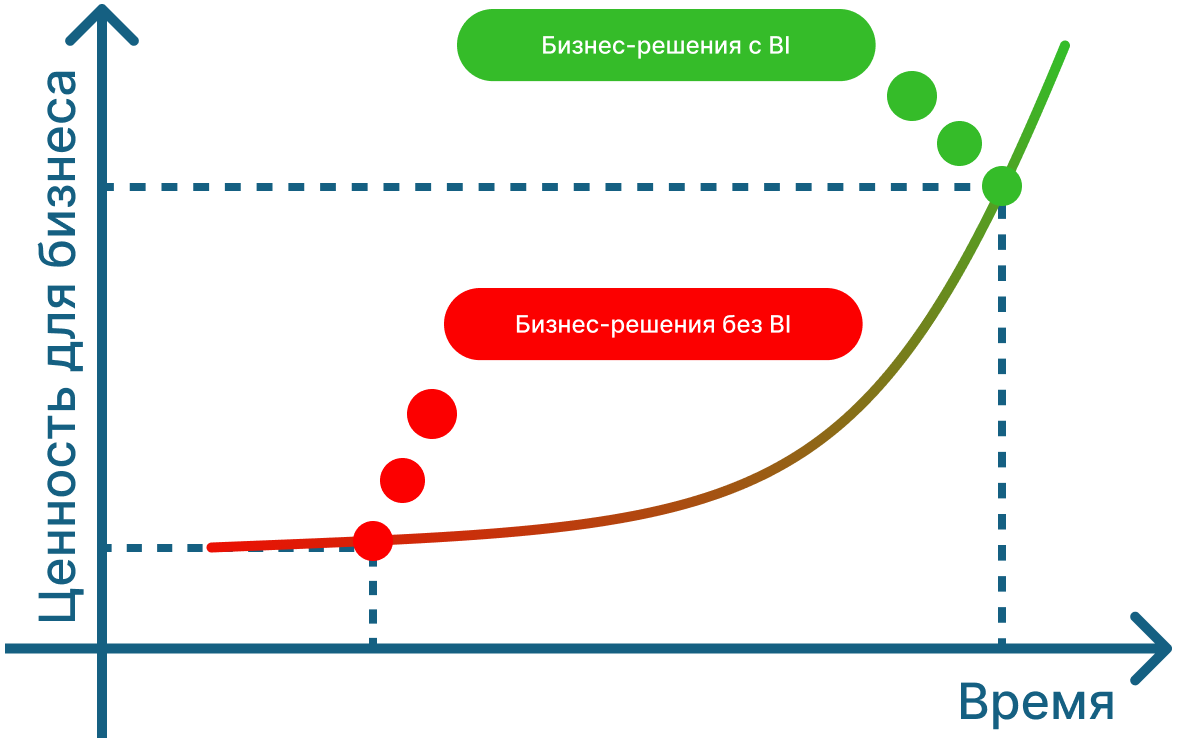 Бизнес-решения с BI
Ценность для бизнеса
Бизнес-решения без BI
Время